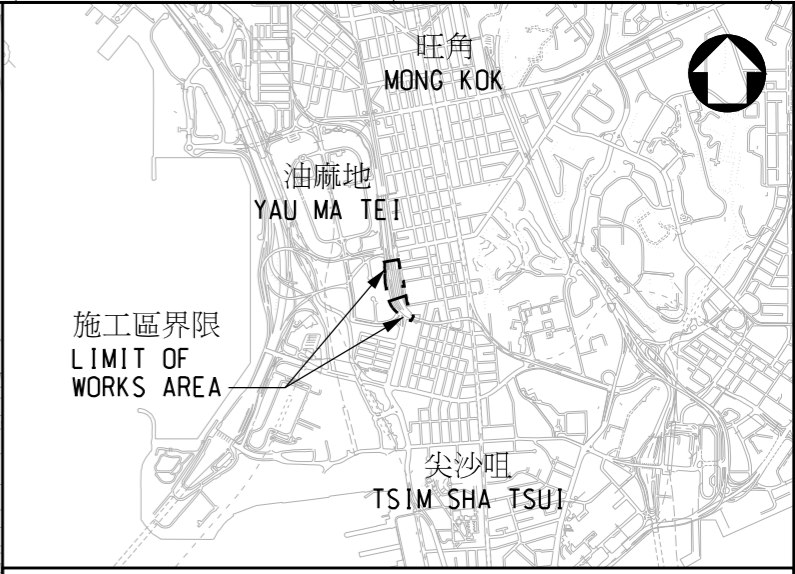 旺角
MONG KOK
油麻地
YAU MA TEI
施工區界限
LIMIT OF
WORKS AREA
尖沙咀
TSIM SHA TSUI